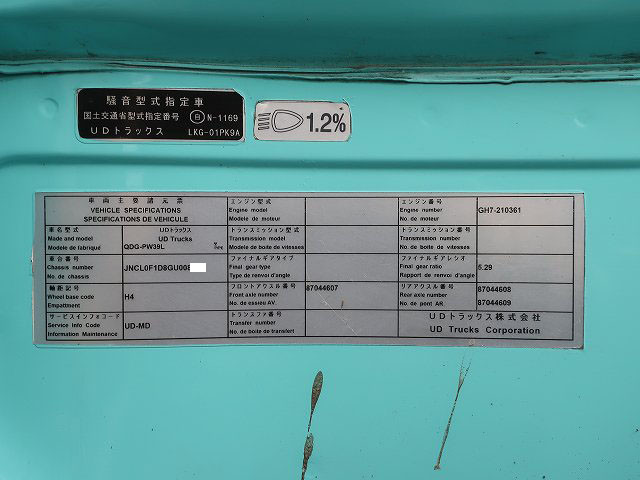 騒音型式指定車
国土交通省型式指定番号 自 N-1169
UDトラックス LKG-01PK9A
1.2%
車両主要諸元票
VEHICLE SPECIFICATIONS
SPECIFICATIONS DE VEHICULE
エンジン型式
Engine model
Modele de moteur
エンジン番号
Engine number
No. de moteur
GH7-210361
車名型式
Made and model
Modele de fabriqué
UDトラックス
UD Trucks
QDG-PW39L
トランスミッション型式
Transmission model
Modele de boite de vitesses
トランスミッション番号
Transmission number
No. de boite de vitesses
車台番号
Chassis number
No. de chassis
JNCL0F1D8GU008
ファイナルギアタイプ
Final gear type
Type de renvoi d'angle
ファイナルギアレシオ
Final gear ratio
Rapport de renvoi d'angle
5.29
軸距記号
Wheel base code
Empattement
H4
フロントアクスル番号
Front axle number
No. de essieu AV.
87044607
リアアクスル番号
Rear axle number
No. de pont AR.
87044608
87044609
サービスインフォコード
Service Info Code
Information Maintenance
UD-MD
トランスファ番号
Transfer number
No. de boite de transfert
UDトラックス株式会社
UD Trucks Corporation